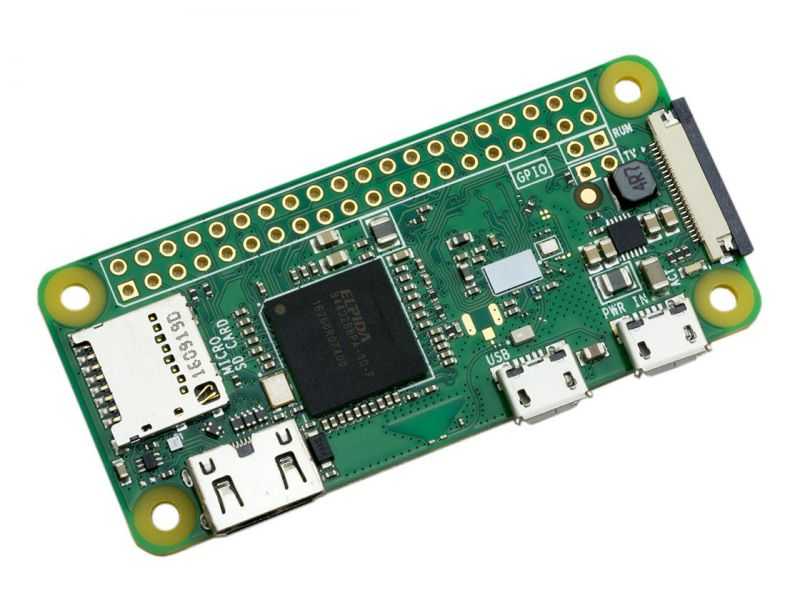 RUN
TV
GPIO
4R7
ELPIDA
PWR IN
USB
MICRO
SD CARD
160919D